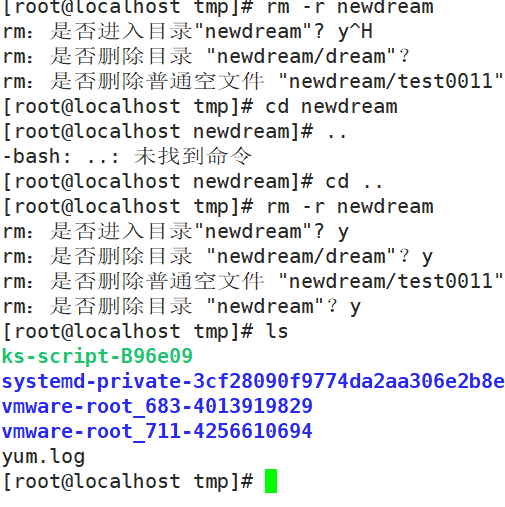 [root@localhost tmp]# rm -r newdream
rm：是否进入目录"newdream"? y^H
rm：是否删除目录 "newdream/dream"？
rm：是否删除普通空文件 "newdream/test0011"
[root@localhost tmp]# cd newdream
[root@localhost newdream]# ..
-bash: ..: 未找到命令
[root@localhost newdream]# cd ..
[root@localhost tmp]# rm -r newdream
rm：是否进入目录"newdream"? y
rm：是否删除目录 "newdream/dream"？y
rm：是否删除普通空文件 "newdream/test0011"
rm：是否删除目录 "newdream"？y
[root@localhost tmp]# ls
ks-script-B96e09
systemd-private-3cf28090f9774da2aa306e2b8e
vmware-root_683-4013919829
vmware-root_711-4256610694
yum.log
[root@localhost tmp]#